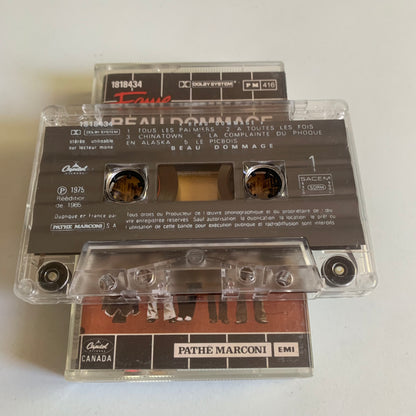 1818434
DOLBY SYSTEM
PM 416
BEAU DOMMAGE
1818434
DOLBY SYSTEM
stéréo utilisable
sur lecteur mono
1 TOUS LES PALMIERS 2 A TOUTES LES FOIS
3 CHINATOWN 4 LA COMPLAINTE DU PHOQUE
EN ALASKA 5 LE PICBOIS
BEAU DOMMAGE
Capitol
1
SACEM
SDRM
Ⓟ 1975
Réédition
de 1985
Dupliqué en France par
PATHE MARCONI S A
Tous droits du Producteur de l'œuvre phonographique et du propriétaire de l'œu
vre enregistrée réservés Sauf autorisation la duplication la location le prêt ou
l utilisation de cette bande pour exécution publique et radiodiffusion sont interdits
Capitol
CANADA
PATHE MARCONI EMI